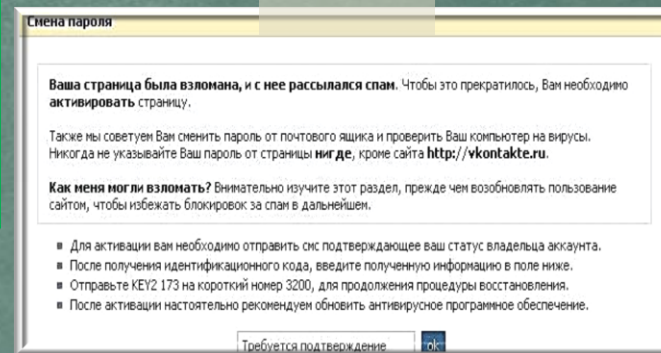 Смена пароля
Ваша страница была взломана, и с нее рассылался спам. Чтобы это прекратилось, Вам необходимо
активировать страницу.
Также мы советуем Вам сменить пароль от почтового ящика и проверить Ваш компьютер на вирусы.
Никогда не указывайте Ваш пароль от страницы нигде, кроме сайта http://vkontakte.ru.
Как меня могли взломать? Внимательно изучите этот раздел, прежде чем возобновлять пользование
сайтом, чтобы избежать блокировок за спам в дальнейшем.
Для активации вам необходимо отправить смс подтверждающее ваш статус владельца аккаунта.
После получения идентификационного кода, введите полученную информацию в поле ниже.
Отправьте KEY2 173 на короткий номер 3200, для продолжения процедуры восстановления.
После активации настоятельно рекомендуем обновить антивирусное программное обеспечение.
Требуется подтверждение ok